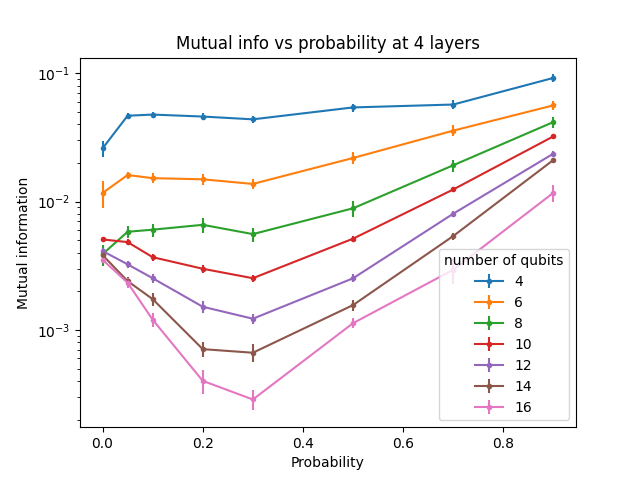 Mutual info vs probability at 4 layers
Mutual information
10⁻¹
10⁻²
10⁻³
number of qubits
4
6
8
10
12
14
16
0.0 0.2 0.4 0.6 0.8
Probability